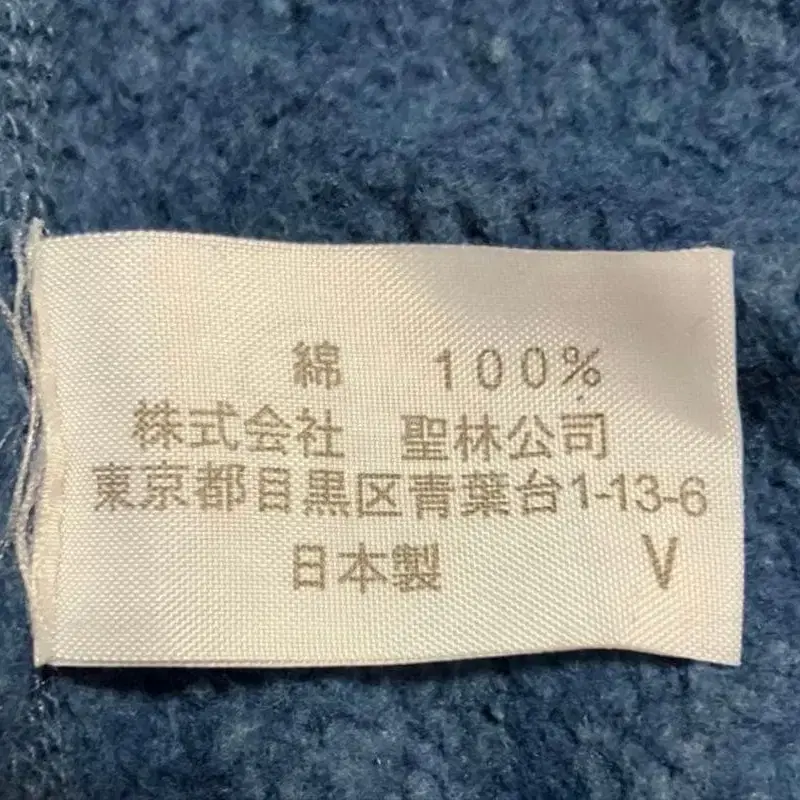 綿 100%
株式会社 聖林公司
東京都目黒区青葉台1-13-6
日本製 V